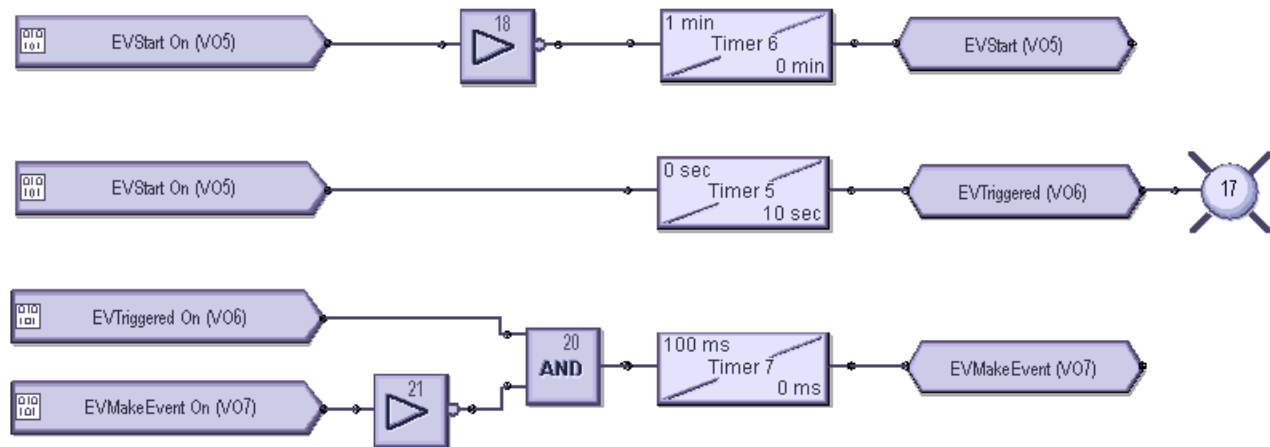 18
EVStart On (VO5)
1 min
Timer 6
0 min
EVStart (VO5)
EVStart On (VO5)
0 sec
Timer 5
10 sec
EVTriggered (VO6)
17
EVTriggered On (VO6)
20
AND
100 ms
Timer 7
0 ms
EVMakeEvent (VO7)
EVMakeEvent On (VO7)
21